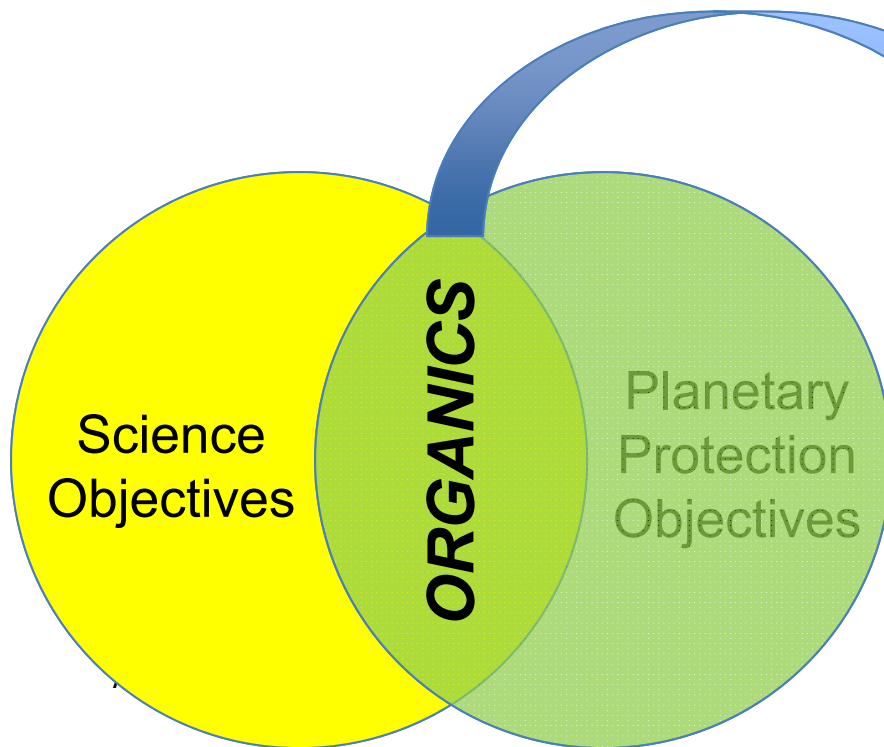 Science
Objectives
ORGANICS
Planetary
Protection
Objectives